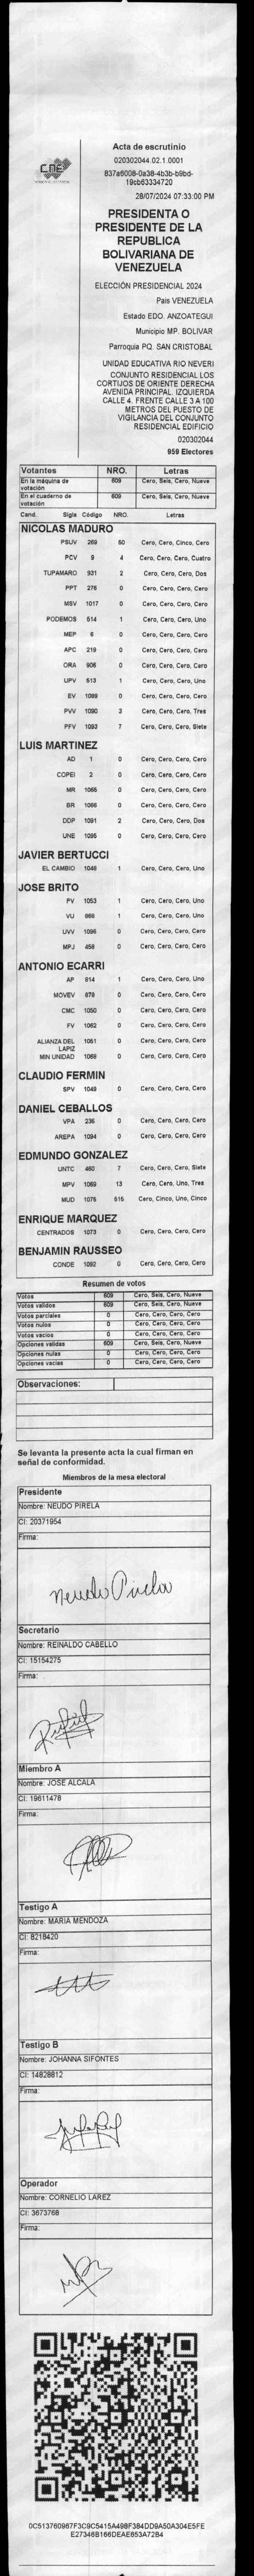 CNE
Acta de escrutinio
020302044.02.1.0001
837a6008-0a38-4b3b-b9bd-
19cb63334720
28/07/2024 07:33:00 PM
PRESIDENTA O
PRESIDENTE DE LA
REPUBLICA
BOLIVARIANA DE
VENEZUELA
ELECCIÓN PRESIDENCIAL 2024
Pais VENEZUELA
Estado EDO. ANZOATEGUI
Municipio MP. BOLIVAR
Parroquia PQ. SAN CRISTOBAL
UNIDAD EDUCATIVA RIO NEVERI
CONJUNTO RESIDENCIAL LOS
CORTIJOS DE ORIENTE DERECHA
AVENIDA PRINCIPAL. IZQUIERDA
CALLE 4. FRENTE CALLE 3 A 100
METROS DEL PUESTO DE
VIGILANCIA DEL CONJUNTO
RESIDENCIAL EDIFICIO
020302044
959 Electores
Votantes NRO. Letras
En la máquina de votación 609 Cero, Seis, Cero, Nueve
En el cuaderno de votación 609 Cero, Seis, Cero, Nueve
Cand. Sigla Código NRO. Letras
NICOLAS MADURO
PSUV 269 50 Cero, Cero, Cinco, Cero
PCV 9 4 Cero, Cero, Cero, Cuatro
TUPAMARO 931 2 Cero, Cero, Cero, Dos
PPT 276 0 Cero, Cero, Cero, Cero
MSV 1017 0 Cero, Cero, Cero, Cero
PODEMOS 514 1 Cero, Cero, Cero, Uno
MEP 6 0 Cero, Cero, Cero, Cero
APC 219 0 Cero, Cero, Cero, Cero
ORA 906 0 Cero, Cero, Cero, Cero
UPV 513 1 Cero, Cero, Cero, Uno
EV 1089 0 Cero, Cero, Cero, Cero
PVV 1090 3 Cero, Cero, Cero, Tres
PFV 1093 7 Cero, Cero, Cero, Siete
LUIS MARTINEZ
AD 1 0 Cero, Cero, Cero, Cero
COPEI 2 0 Cero, Cero, Cero, Cero
MR 1065 0 Cero, Cero, Cero, Cero
BR 1066 0 Cero, Cero, Cero, Cero
DDP 1091 2 Cero, Cero, Cero, Dos
UNE 1095 0 Cero, Cero, Cero, Cero
JAVIER BERTUCCI
EL CAMBIO 1048 1 Cero, Cero, Cero, Uno
JOSE BRITO
PV 1053 1 Cero, Cero, Cero, Uno
VU 868 1 Cero, Cero, Cero, Uno
UVV 1096 0 Cero, Cero, Cero, Cero
MPJ 458 0 Cero, Cero, Cero, Cero
ANTONIO ECARRI
AP 814 1 Cero, Cero, Cero, Uno
MOVEV 679 0 Cero, Cero, Cero, Cero
CMC 1050 0 Cero, Cero, Cero, Cero
FV 1062 0 Cero, Cero, Cero, Cero
ALIANZA DEL LAPIZ 1061 0 Cero, Cero, Cero, Cero
MIN UNIDAD 1068 0 Cero, Cero, Cero, Cero
CLAUDIO FERMIN
SPV 1049 0 Cero, Cero, Cero, Cero
DANIEL CEBALLOS
VPA 236 0 Cero, Cero, Cero, Cero
AREPA 1094 0 Cero, Cero, Cero, Cero
EDMUNDO GONZALEZ
UNTC 460 7 Cero, Cero, Cero, Siete
MPV 1069 13 Cero, Cero, Uno, Tres
MUD 1075 515 Cero, Cinco, Uno, Cinco
ENRIQUE MARQUEZ
CENTRADOS 1073 0 Cero, Cero, Cero, Cero
BENJAMIN RAUSSEO
CONDE 1092 0 Cero, Cero, Cero, Cero
Resumen de votos
Votos 609 Cero, Seis, Cero, Nueve
Votos validos 609 Cero, Seis, Cero, Nueve
Votos parciales 0 Cero, Cero, Cero, Cero
Votos nulos 0 Cero, Cero, Cero, Cero
Votos vacios 0 Cero, Cero, Cero, Cero
Opciones validas 609 Cero, Seis, Cero, Nueve
Opciones nulas 0 Cero, Cero, Cero, Cero
Opciones vacias 0 Cero, Cero, Cero, Cero
Observaciones:
Se levanta la presente acta la cual firman en
señal de conformidad.
Miembros de la mesa electoral
Presidente
Nombre: NEUDO PIRELA
CI: 20371954
Firma:
Neudo Pirela
Secretario
Nombre: REINALDO CABELLO
CI: 15154275
Firma:
Miembro A
Nombre: JOSE ALCALA
CI: 19611478
Firma:
Testigo A
Nombre: MARIA MENDOZA
CI: 8218420
Firma:
Testigo B
Nombre: JOHANNA SIFONTES
CI: 14828812
Firma:
Operador
Nombre: CORNELIO LAREZ
CI: 3673768
Firma:
0C513760967F3C9C5415A498F384DD9A50A304E5FE
E27346B166DEAE653A72B4